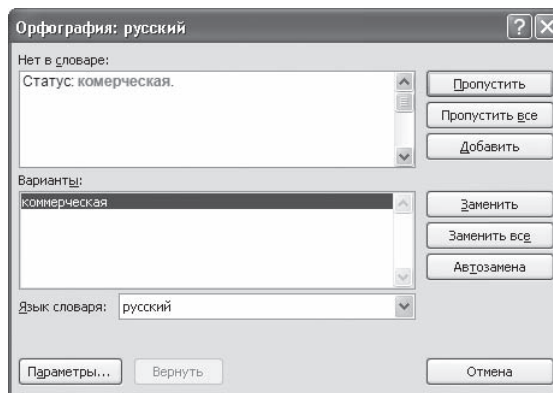 Орфография: русский
Нет в словаре:
Статус: комерческая.
Пропустить
Пропустить все
Добавить
Варианты:
коммерческая
Заменить
Заменить все
Автозамена
Язык словаря: русский
Параметры... Вернуть Отмена